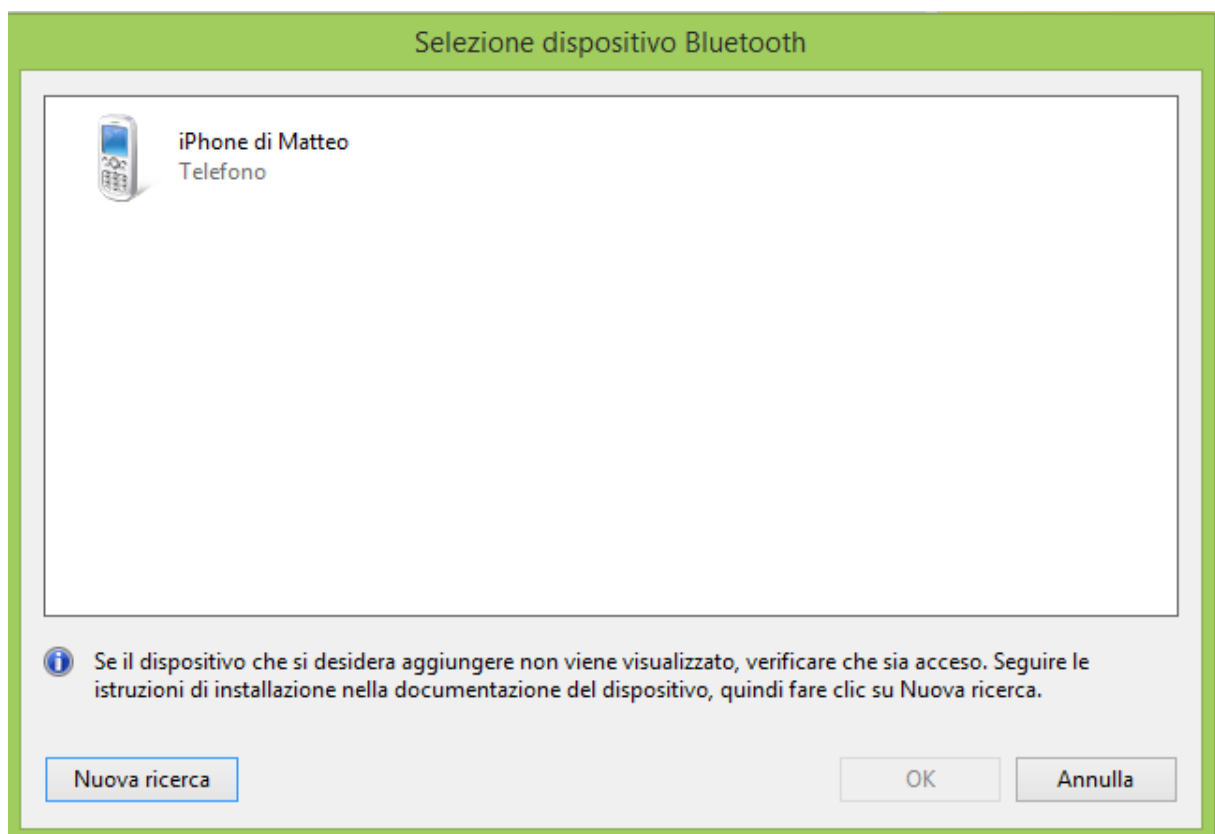 Selezione dispositivo Bluetooth
iPhone di Matteo
Telefono
Se il dispositivo che si desidera aggiungere non viene visualizzato, verificare che sia acceso. Seguire le
istruzioni di installazione nella documentazione del dispositivo, quindi fare clic su Nuova ricerca.
Nuova ricerca
OK
Annulla